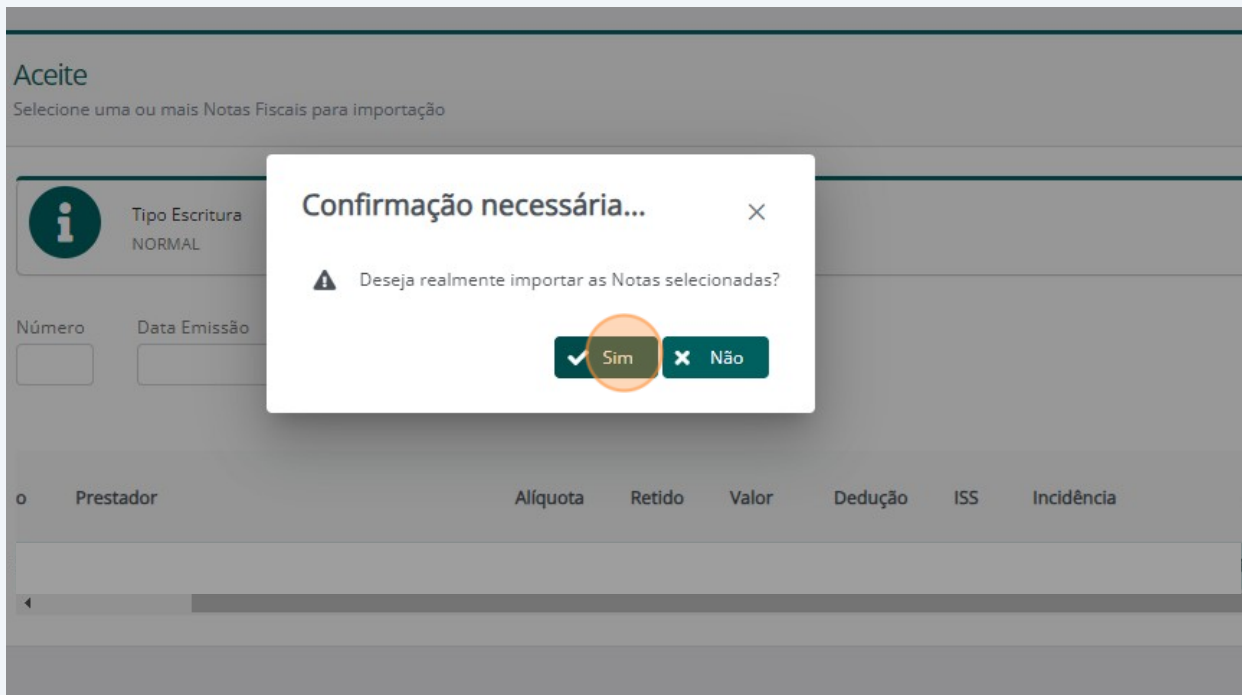 Aceite
Selecione uma ou mais Notas Fiscais para importação
Tipo Escritura
NORMAL
Confirmação necessária...
Deseja realmente importar as Notas selecionadas?
Sim Não
Número Data Emissão
o Prestador Alíquota Retido Valor Dedução ISS Incidência